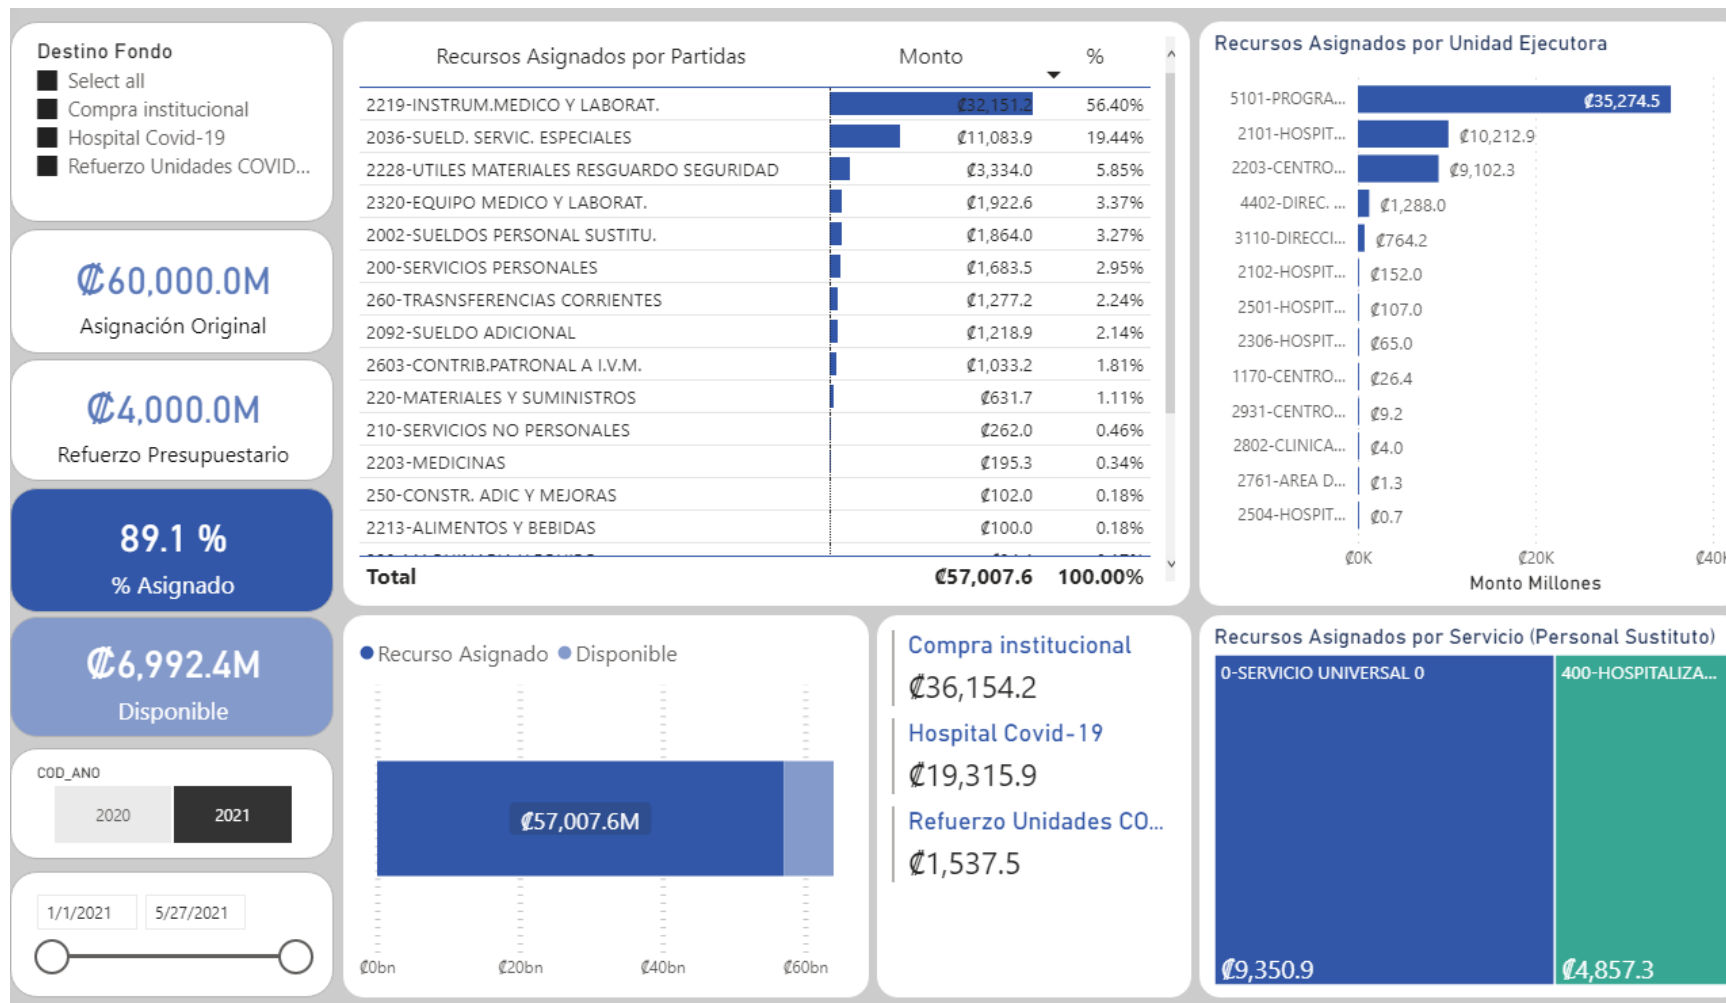 Destino Fondo
Select all
Compra institucional
Hospital Covid-19
Refuerzo Unidades COVID...
₡60,000.0M
Asignación Original
₡4,000.0M
Refuerzo Presupuestario
89.1 %
% Asignado
₡6,992.4M
Disponible
COD_ANO
2020 2021
1/1/2021 5/27/2021
Recursos Asignados por Partidas Monto %
2219-INSTRUM.MEDICO Y LABORAT. ₡32,151.2 56.40%
2036-SUELD. SERVIC. ESPECIALES ₡11,083.9 19.44%
2228-UTILES MATERIALES RESGUARDO SEGURIDAD ₡3,334.0 5.85%
2320-EQUIPO MEDICO Y LABORAT. ₡1,922.6 3.37%
2002-SUELDOS PERSONAL SUSTITU. ₡1,864.0 3.27%
200-SERVICIOS PERSONALES ₡1,683.5 2.95%
260-TRASNSFERENCIAS CORRIENTES ₡1,277.2 2.24%
2092-SUELDO ADICIONAL ₡1,218.9 2.14%
2603-CONTRIB.PATRONAL A I.V.M. ₡1,033.2 1.81%
220-MATERIALES Y SUMINISTROS ₡631.7 1.11%
210-SERVICIOS NO PERSONALES ₡262.0 0.46%
2203-MEDICINAS ₡195.3 0.34%
250-CONSTR. ADIC Y MEJORAS ₡102.0 0.18%
2213-ALIMENTOS Y BEBIDAS ₡100.0 0.18%
Total ₡57,007.6 100.00%
Recurso Asignado Disponible
₡57,007.6M
₡0bn ₡20bn ₡40bn ₡60bn
Compra institucional
₡36,154.2
Hospital Covid-19
₡19,315.9
Refuerzo Unidades CO...
₡1,537.5
Recursos Asignados por Unidad Ejecutora
5101-PROGRA... ₡35,274.5
2101-HOSPIT... ₡10,212.9
2203-CENTRO... ₡9,102.3
4402-DIREC. ... ₡1,288.0
3110-DIRECCI... ₡764.2
2102-HOSPIT... ₡152.0
2501-HOSPIT... ₡107.0
2306-HOSPIT... ₡65.0
1170-CENTRO... ₡26.4
2931-CENTRO... ₡9.2
2802-CLINICA... ₡4.0
2761-AREA D... ₡1.3
2504-HOSPIT... ₡0.7
₡0K ₡20K ₡40K
Monto Millones
Recursos Asignados por Servicio (Personal Sustituto)
0-SERVICIO UNIVERSAL 0 400-HOSPITALIZA...
₡9,350.9 ₡4,857.3